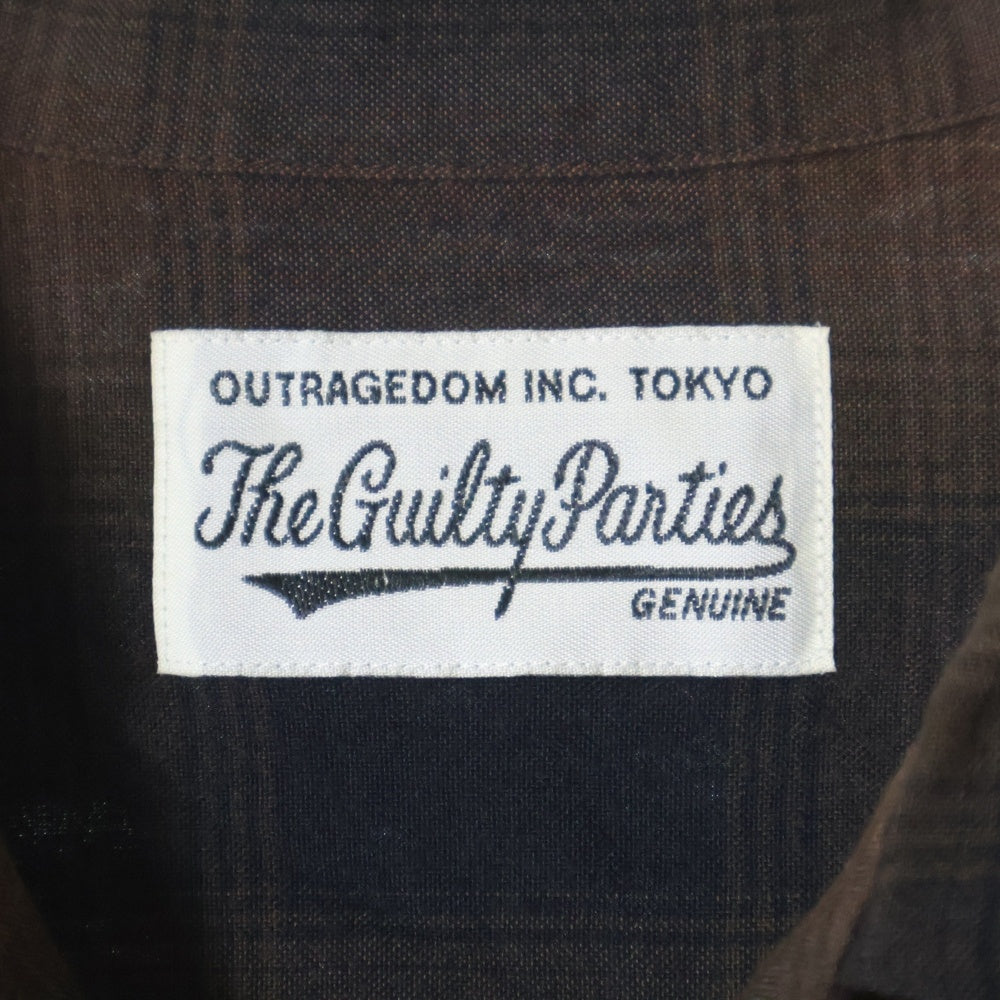 OUTRAGEDOM INC. TOKYO
The Guilty Parties
GENUINE